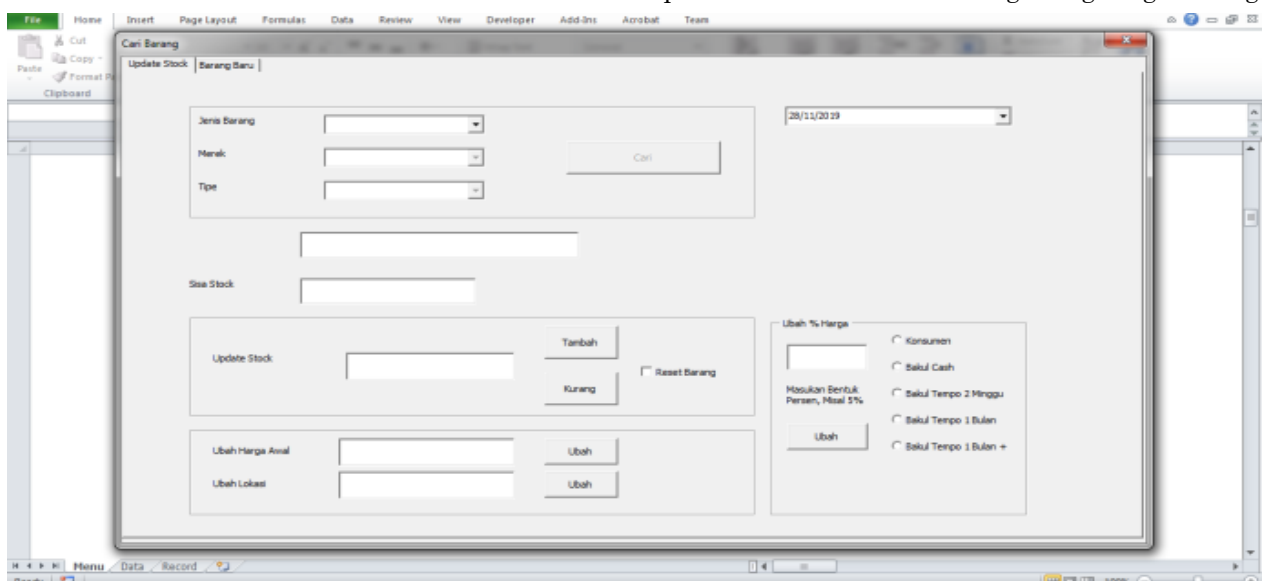 File Home Insert Page Layout Formulas Data Review View Developer Add-Ins Acrobat Team
Cut
Copy
Paste
Format
Clipboard
Cari Barang
Update Stock Barang Baru
Jenis Barang
28/11/2019
Merek
Cari
Tipe
Sisa Stock
Update Stock
Tambah
Kurang
Reset Barang
Ubah Harga Awal
Ubah
Ubah Lokasi
Ubah
Ubah % Harga
Konsumen
Bakul Cash
Masukan Bentuk
Persen, Misal 5%
Bakul Tempo 2 Minggu
Bakul Tempo 1 Bulan
Ubah
Bakul Tempo 1 Bulan +
Menu Data Record